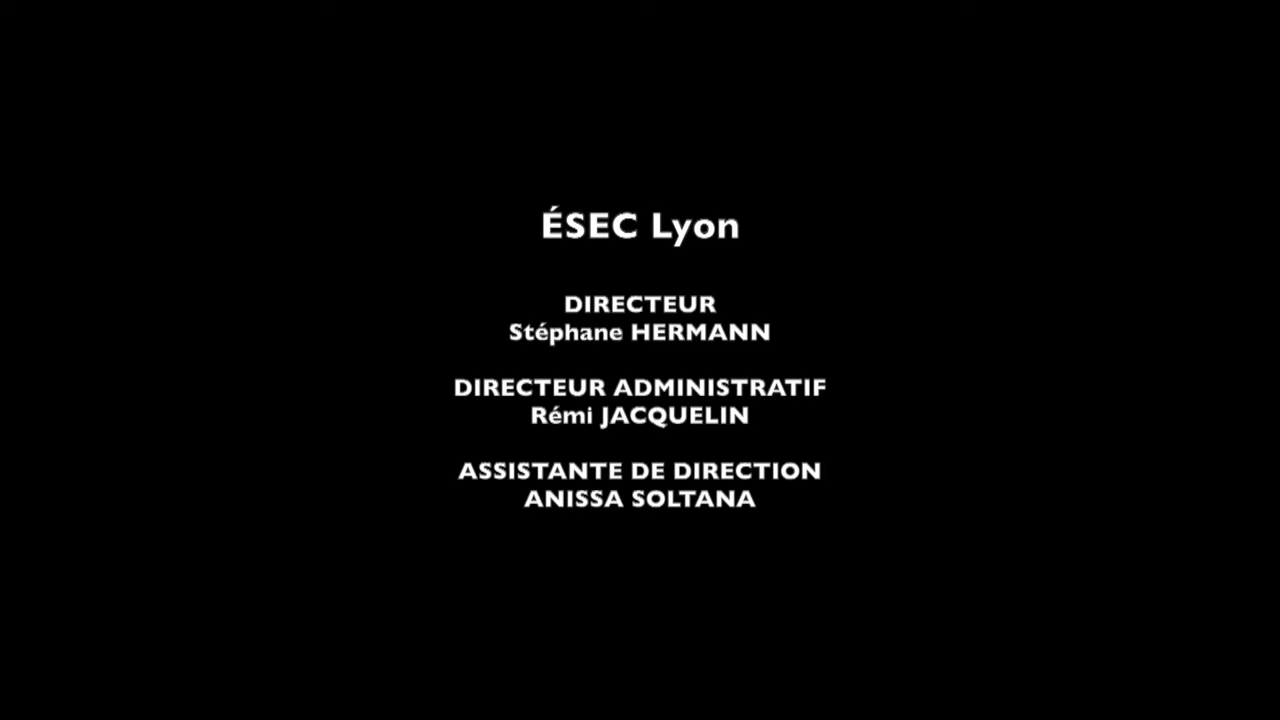 ÉSEC Lyon
DIRECTEUR
Stéphane HERMANN
DIRECTEUR ADMINISTRATIF
Rémi JACQUELIN
ASSISTANTE DE DIRECTION
ANISSA SOLTANA